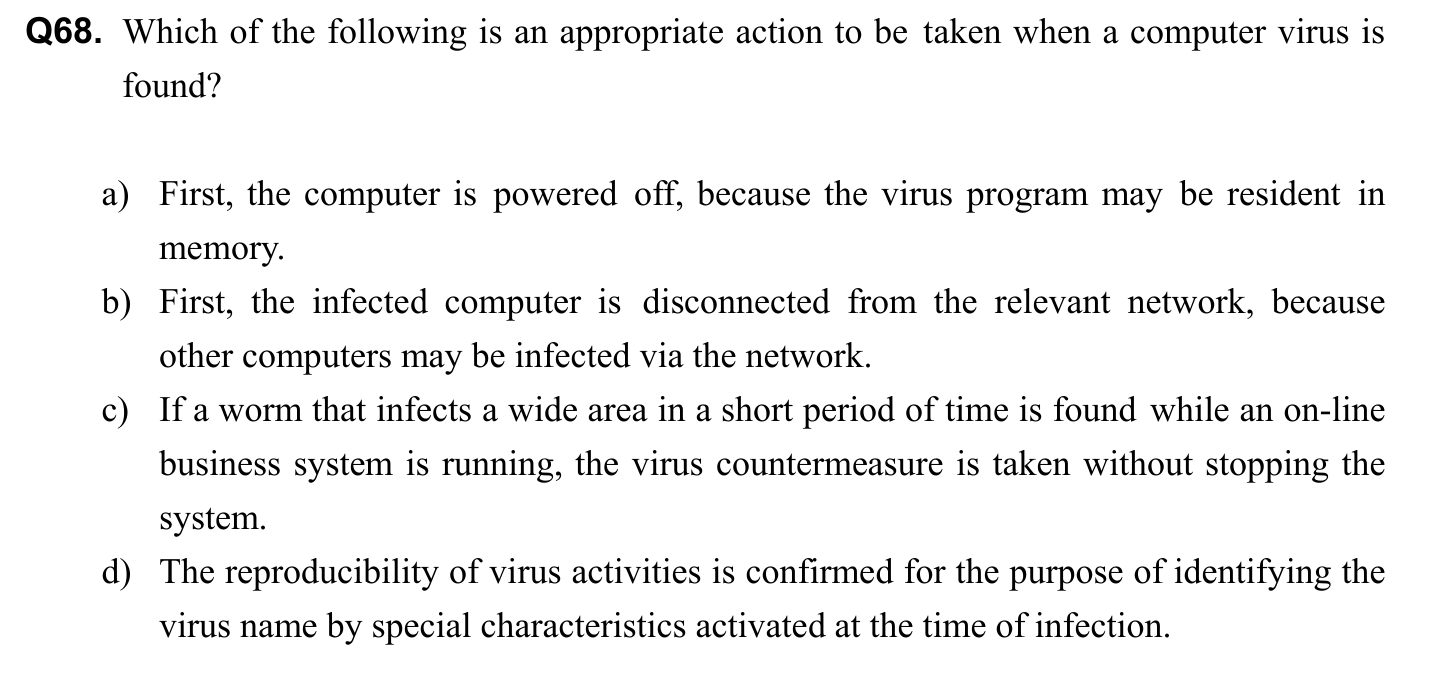 Q68. Which of the following is an appropriate action to be taken when a computer virus is
found?
a) First, the computer is powered off, because the virus program may be resident in
memory.
b) First, the infected computer is disconnected from the relevant network, because
other computers may be infected via the network.
c) If a worm that infects a wide area in a short period of time is found while an on-line
business system is running, the virus countermeasure is taken without stopping the
system.
d) The reproducibility of virus activities is confirmed for the purpose of identifying the
virus name by special characteristics activated at the time of infection.